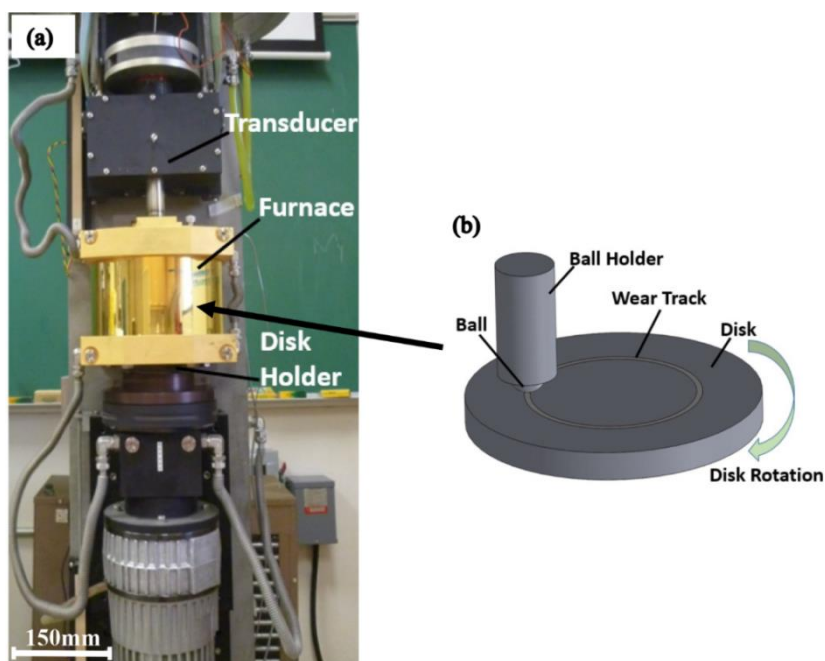 (a)
Transducer
Furnace
Disk
Holder
150mm
(b)
Ball Holder
Wear Track
Ball
Disk
Disk Rotation